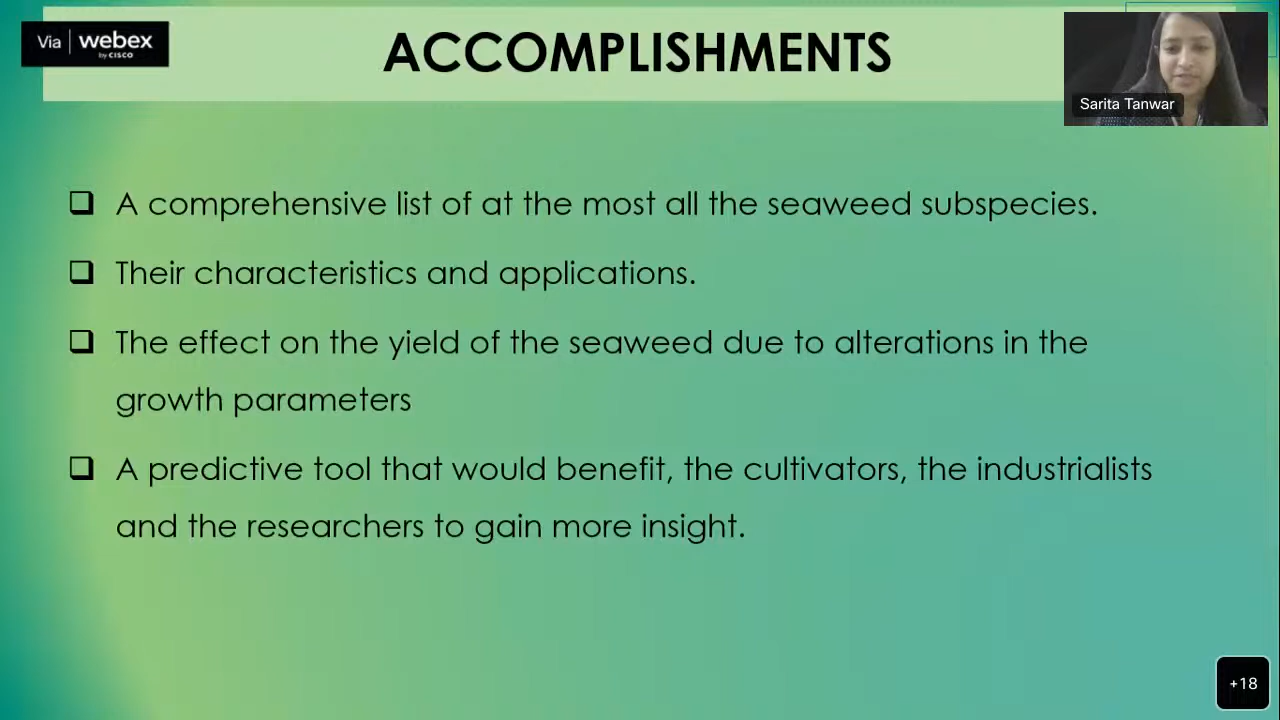 Via | webex
by CISCO
ACCOMPLISHMENTS
Sarita Tanwar
❑ A comprehensive list of at the most all the seaweed subspecies.
❑ Their characteristics and applications.
❑ The effect on the yield of the seaweed due to alterations in the
growth parameters
❑ A predictive tool that would benefit, the cultivators, the industrialists
and the researchers to gain more insight.
+18